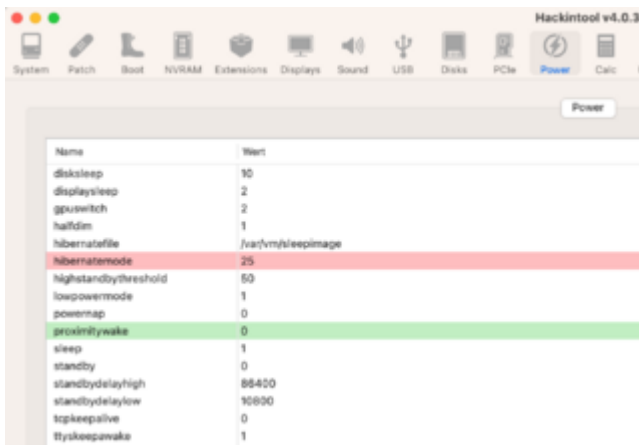 Hackintool v4.0.3
System Patch Boot NVRAM Extensions Displays Sound USB Disks PCIe Power Calc
Power
Name Wert
disksleep 10
displaysleep 2
gpuswitch 2
halfdim 1
hibernatefile /var/vm/sleepimage
hibernatemode 25
highstandbythreshold 50
lowpowermode 1
powernap 0
proximitywake 0
sleep 1
standby 0
standbydelayhigh 86400
standbydelaylow 10800
tcpkeepalive 0
ttyskeepawake 1